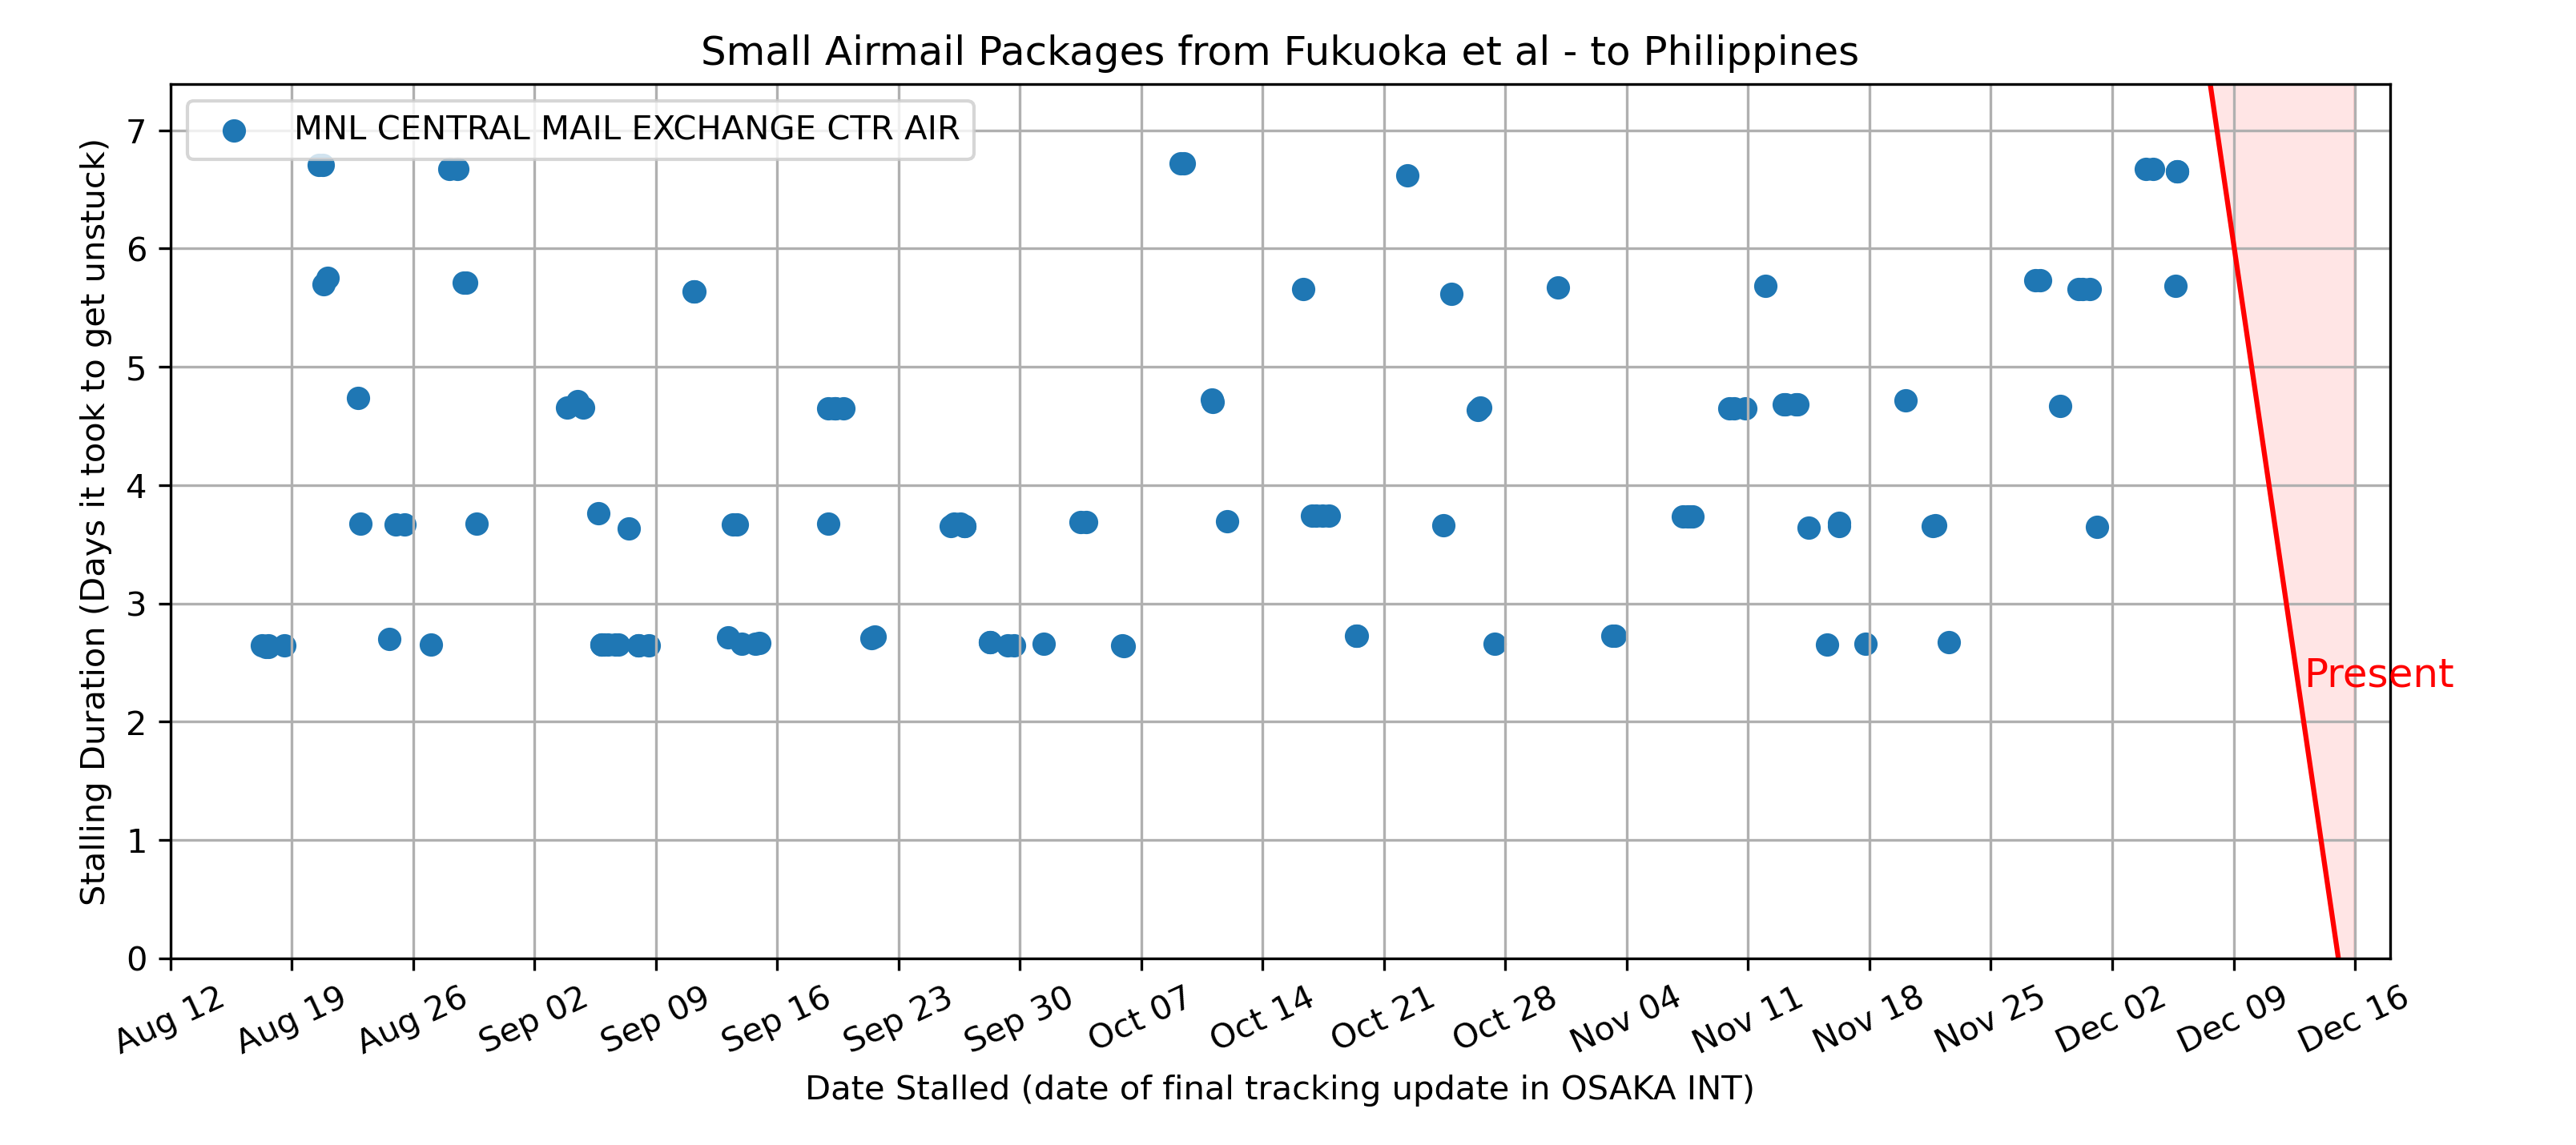 Small Airmail Packages from Fukuoka et al - to Philippines
MNL CENTRAL MAIL EXCHANGE CTR AIR
Stalling Duration (Days it took to get unstuck)
7
6
5
4
3
2
1
0
Present
Aug 12
Aug 19
Aug 26
Sep 02
Sep 09
Sep 16
Sep 23
Sep 30
Oct 07
Oct 14
Oct 21
Oct 28
Nov 04
Nov 11
Nov 18
Nov 25
Dec 02
Dec 09
Dec 16
Date Stalled (date of final tracking update in OSAKA INT)